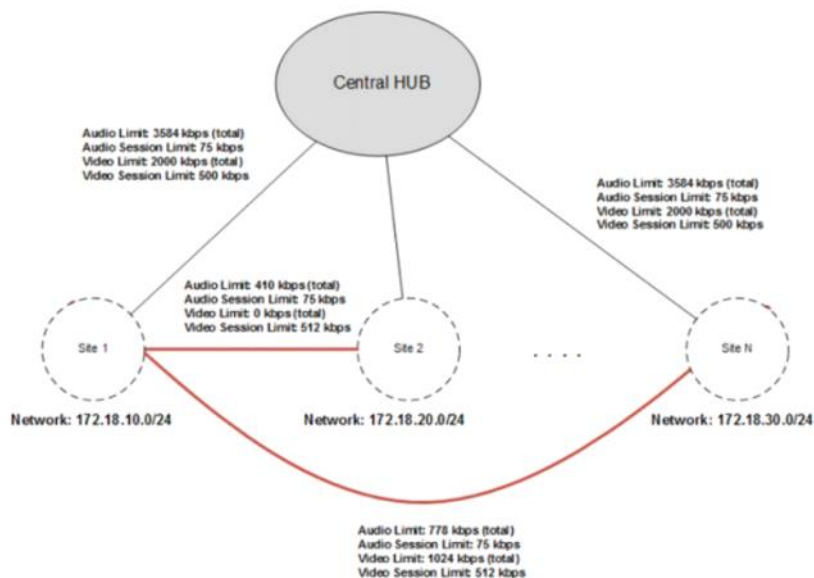 Central HUB
Audio Limit: 3584 kbps (total)
Audio Session Limit: 75 kbps
Video Limit: 2000 kbps (total)
Video Session Limit: 500 kbps
Audio Limit: 3584 kbps (total)
Audio Session Limit: 75 kbps
Video Limit: 2000 kbps (total)
Video Session Limit: 500 kbps
Audio Limit: 410 kbps (total)
Audio Session Limit: 75 kbps
Video Limit: 0 kbps (total)
Video Session Limit: 512 kbps
Site 1
Site 2
. . . .
Site N
Network: 172.18.10.0/24
Network: 172.18.20.0/24
Network: 172.18.30.0/24
Audio Limit: 778 kbps (total)
Audio Session Limit: 75 kbps
Video Limit: 1024 kbps (total)
Video Session Limit: 512 kbps